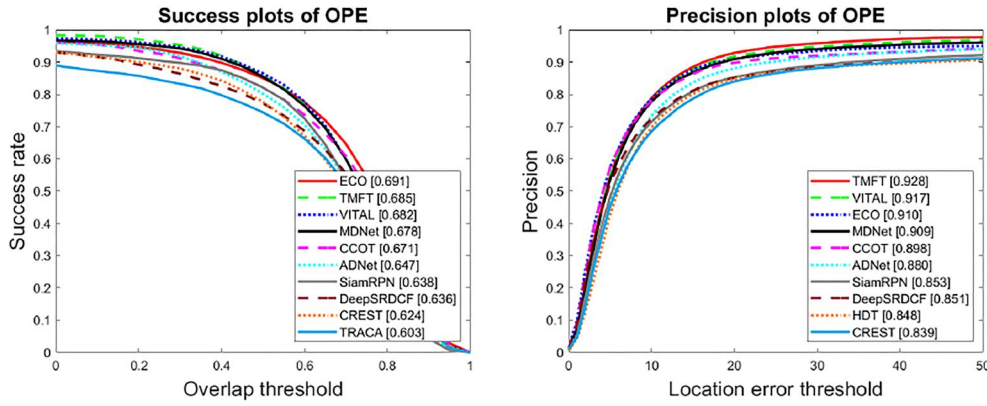 Success plots of OPE
1
0.9
0.8
0.7
0.6
0.5
0.4
0.3
0.2
0.1
0
Success rate
ECO [0.691]
TMFT [0.685]
VITAL [0.682]
MDNet [0.678]
CCOT [0.671]
ADNet [0.647]
SiamRPN [0.638]
DeepSRDCF [0.636]
CREST [0.624]
TRACA [0.603]
0 0.2 0.4 0.6 0.8 1
Overlap threshold
Precision plots of OPE
1
0.9
0.8
0.7
0.6
0.5
0.4
0.3
0.2
0.1
0
Precision
TMFT [0.928]
VITAL [0.917]
ECO [0.910]
MDNet [0.909]
CCOT [0.898]
ADNet [0.880]
SiamRPN [0.853]
DeepSRDCF [0.851]
HDT [0.848]
CREST [0.839]
0 10 20 30 40 50
Location error threshold